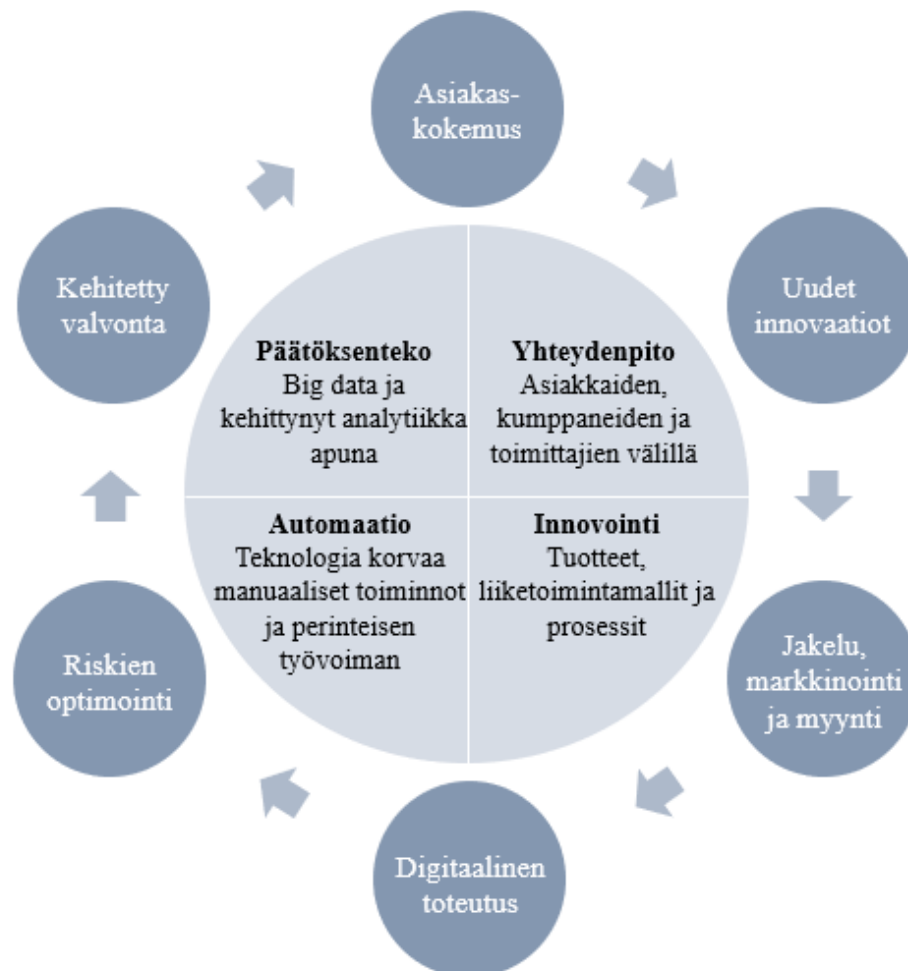 Asiakas-
kokemus
Uudet
innovaatiot
Jakelu,
markkinointi
ja myynti
Digitaalinen
toteutus
Riskien
optimointi
Kehitetty
valvonta
Päätöksenteko
Big data ja
kehittynyt analytiikka
apuna
Yhteydenpito
Asiakkaiden,
kumppaneiden ja
toimittajien välillä
Automaatio
Teknologia korvaa
manuaaliset toiminnot
ja perinteisen
työvoiman
Innovointi
Tuotteet,
liiketoimintamallit ja
prosessit